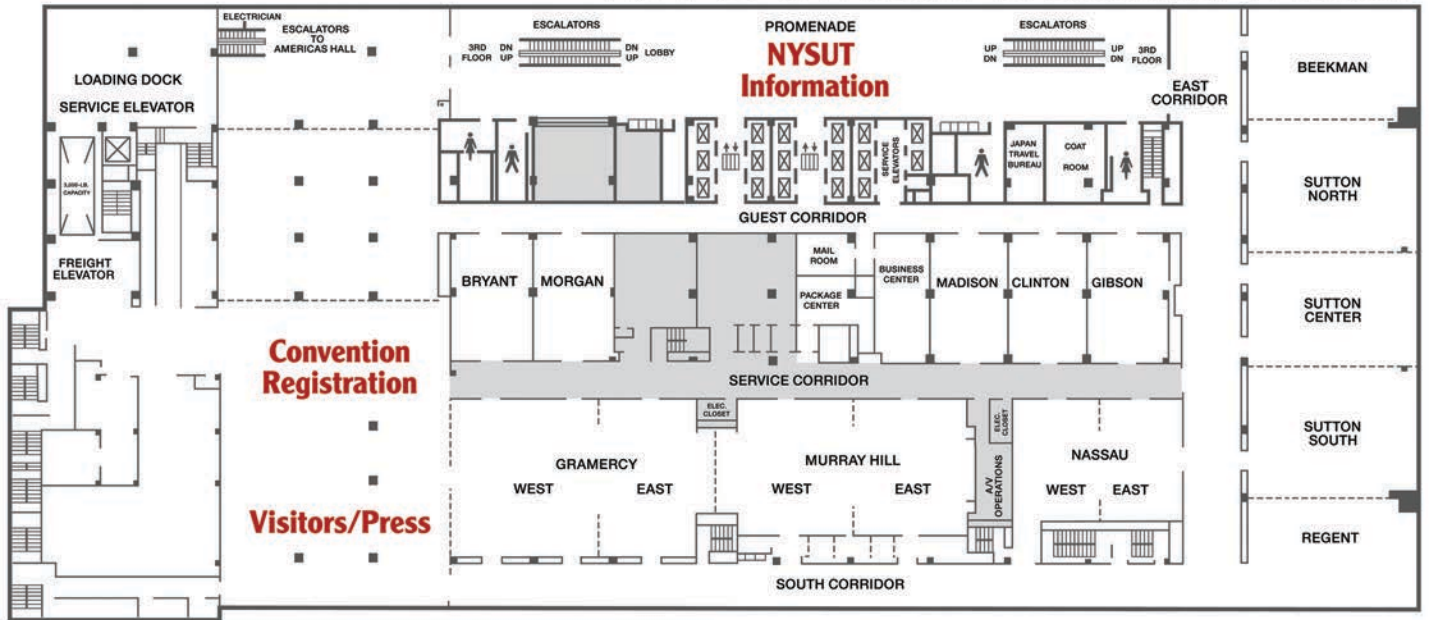 ELECTRICIAN
ESCALATORS
TO
AMERICAS HALL
LOADING DOCK
SERVICE ELEVATOR
3,000-LB.
CAPACITY
FREIGHT
ELEVATOR
ESCALATORS
3RD
FLOOR
DN
UP
DN
UP
LOBBY
PROMENADE
NYSUT
Information
ESCALATORS
UP
DN
UP
DN
3RD
FLOOR
EAST
CORRIDOR
SERVICE
ELEVATORS
JAPAN
TRAVEL
BUREAU
COAT
ROOM
GUEST CORRIDOR
BRYANT
MORGAN
MAIL
ROOM
PACKAGE
CENTER
BUSINESS
CENTER
MADISON
CLINTON
GIBSON
Convention
Registration
SERVICE CORRIDOR
ELEC.
CLOSET
ELEC.
CLOSET
GRAMERCY
WEST
EAST
MURRAY HILL
WEST
EAST
A/V
OPERATIONS
NASSAU
WEST
EAST
Visitors/Press
SOUTH CORRIDOR
BEEKMAN
SUTTON
NORTH
SUTTON
CENTER
SUTTON
SOUTH
REGENT